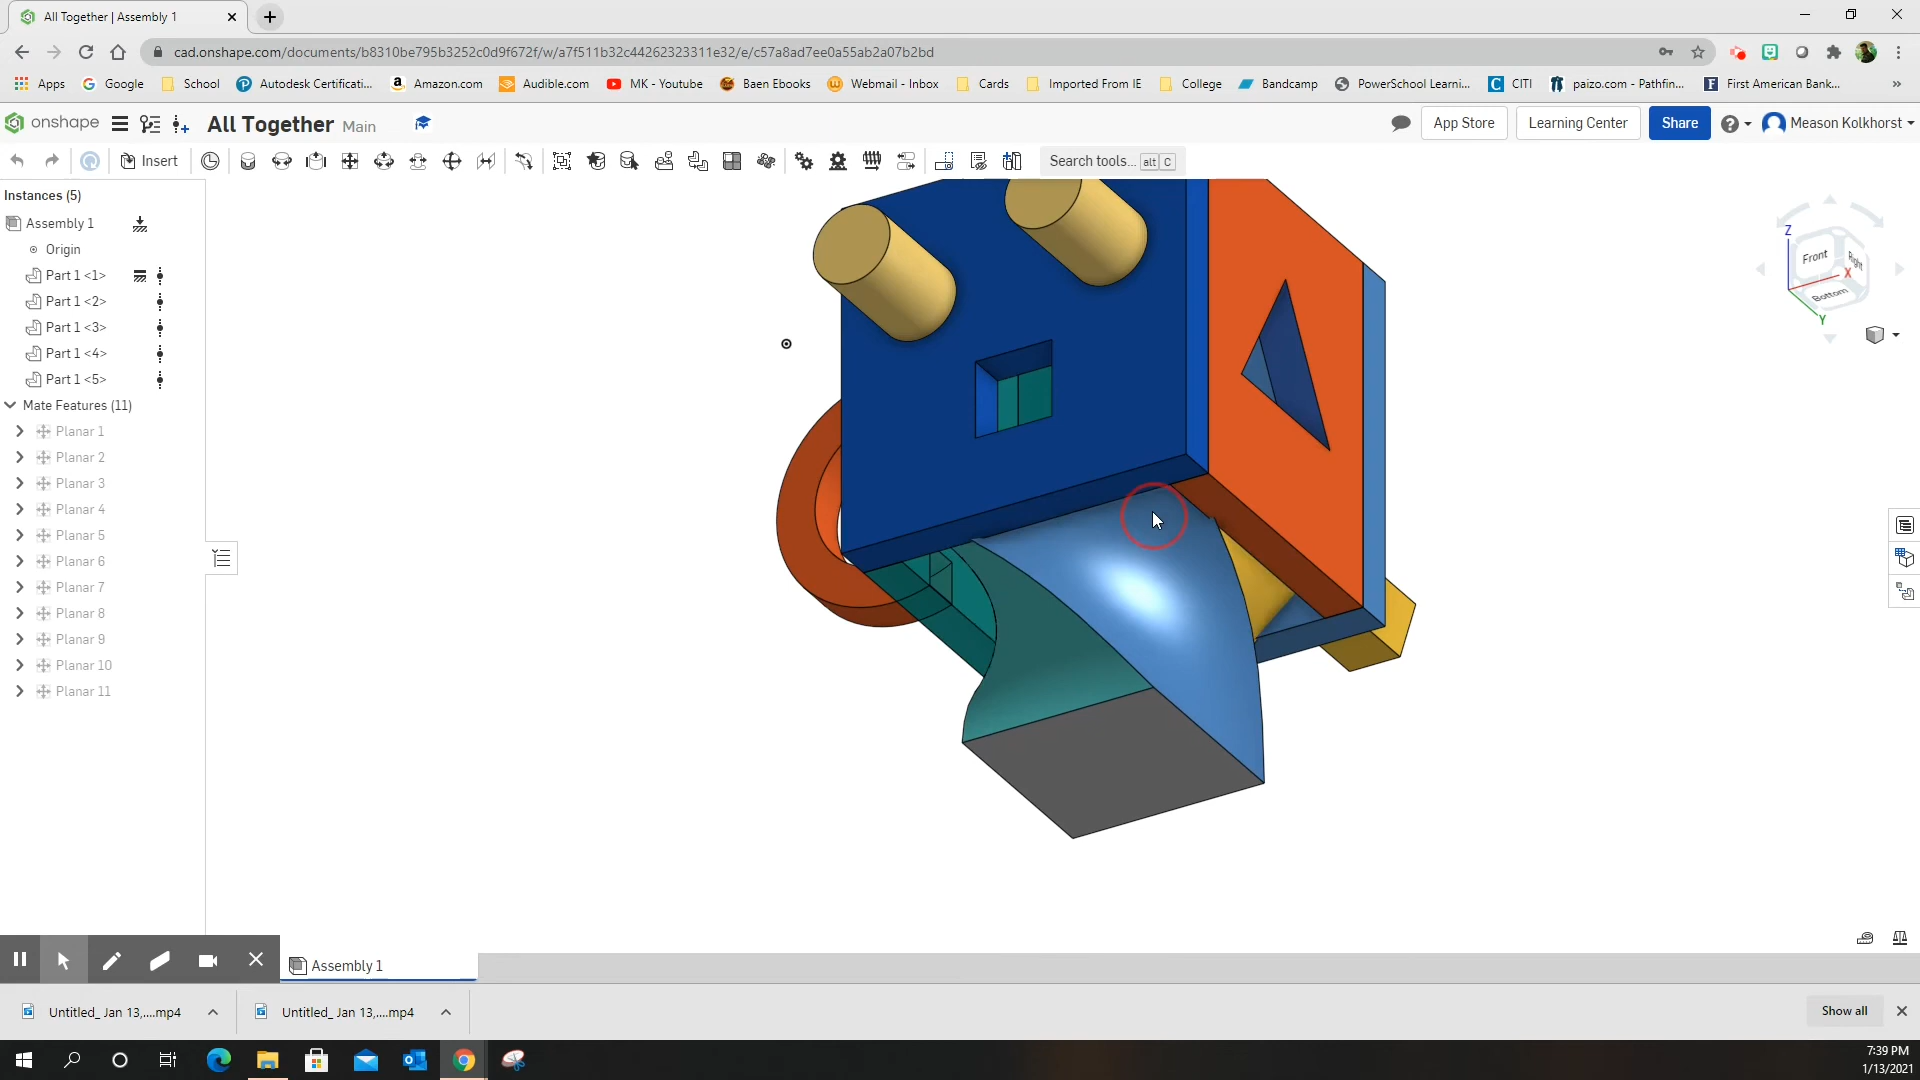 All Together | Assembly 1
cad.onshape.com/documents/b8310be795b3252c0d9f672f/w/a7f511b32c44262323311e32/e/c57a8ad7ee0a55ab2a07b2bd
Apps Google School Autodesk Certificati... Amazon.com Audible.com MK - Youtube Baen Ebooks Webmail - Inbox Cards Imported From IE College Bandcamp PowerSchool Learni... CITI paizo.com - Pathfin... First American Bank... »
onshape All Together Main App Store Learning Center Share Meason Kolkhorst
Insert Search tools... alt C
Instances (5)
Assembly 1
Origin
Part 1 <1>
Part 1 <2>
Part 1 <3>
Part 1 <4>
Part 1 <5>
Mate Features (11)
Planar 1
Planar 2
Planar 3
Planar 4
Planar 5
Planar 6
Planar 7
Planar 8
Planar 9
Planar 10
Planar 11
Z
Front
Right
X
Bottom
Y
Assembly 1
Untitled_ Jan 13,....mp4 Untitled_ Jan 13,....mp4 Show all
7:39 PM
1/13/2021